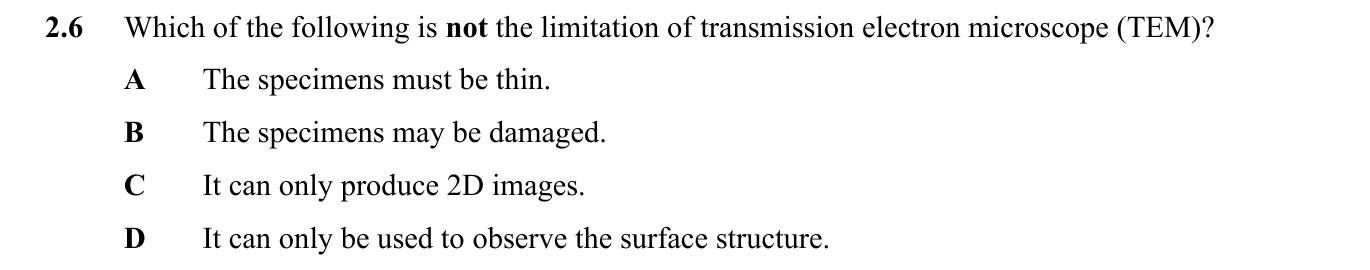 2.6 Which of the following is not the limitation of transmission electron microscope (TEM)?
A The specimens must be thin.
B The specimens may be damaged.
C It can only produce 2D images.
D It can only be used to observe the surface structure.